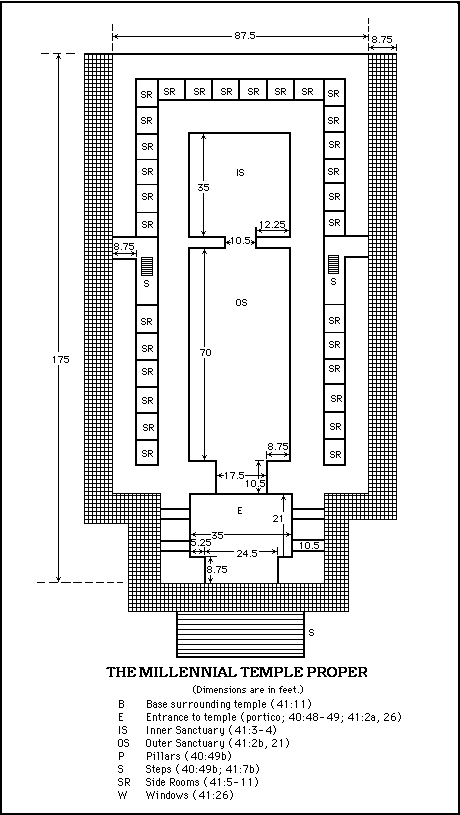 87.5
8.75
SR SR SR SR SR SR SR SR
SR SR
SR SR
SR SR
35 IS
SR SR
SR SR
12.25
10.5
8.75
S S
OS
SR SR
SR SR
70
175
SR SR
SR SR
SR SR
8.75
SR SR
17.5
10.5
E
21
35
5.25
24.5
10.5
8.75
S
THE MILLENNIAL TEMPLE PROPER
(Dimensions are in feet.)
B Base surrounding temple (41:11)
E Entrance to temple (portico; 40:48-49; 41:2a, 26)
IS Inner Sanctuary (41:3-4)
OS Outer Sanctuary (41:2b, 21)
P Pillars (40:49b)
S Steps (40:49b; 41:7b)
SR Side Rooms (41:5-11)
W Windows (41:26)